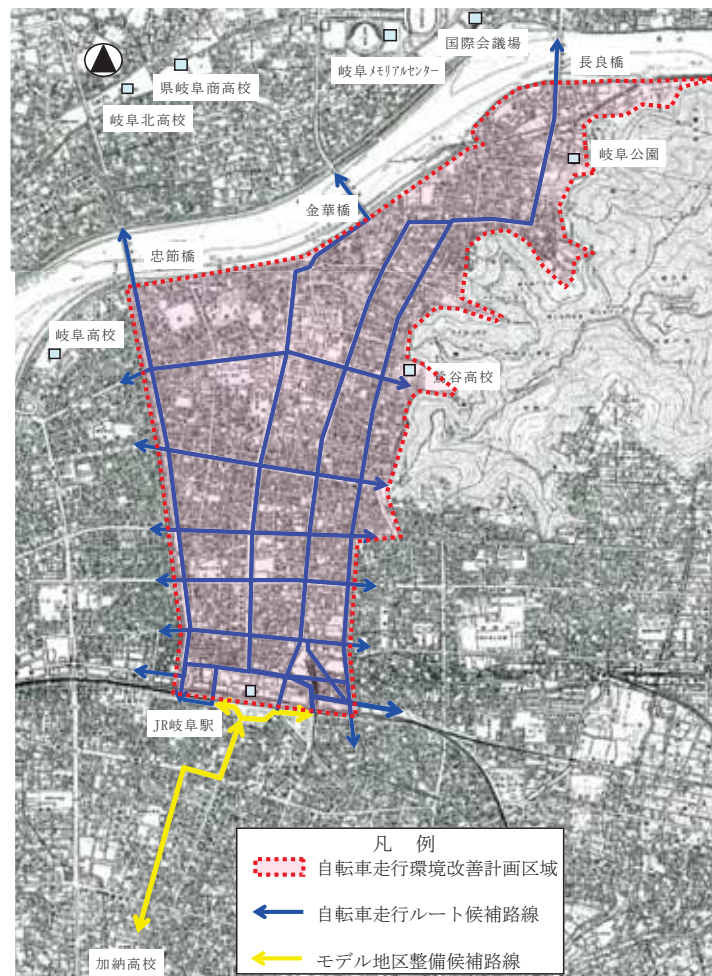 国際会議場
岐阜メモリアルセンター
長良橋
県岐阜商高校
岐阜北高校
岐阜公園
金華橋
忠節橋
岐阜高校
鶯谷高校
JR岐阜駅
凡 例
自転車走行環境改善計画区域
自転車走行ルート候補路線
モデル地区整備候補路線
加納高校